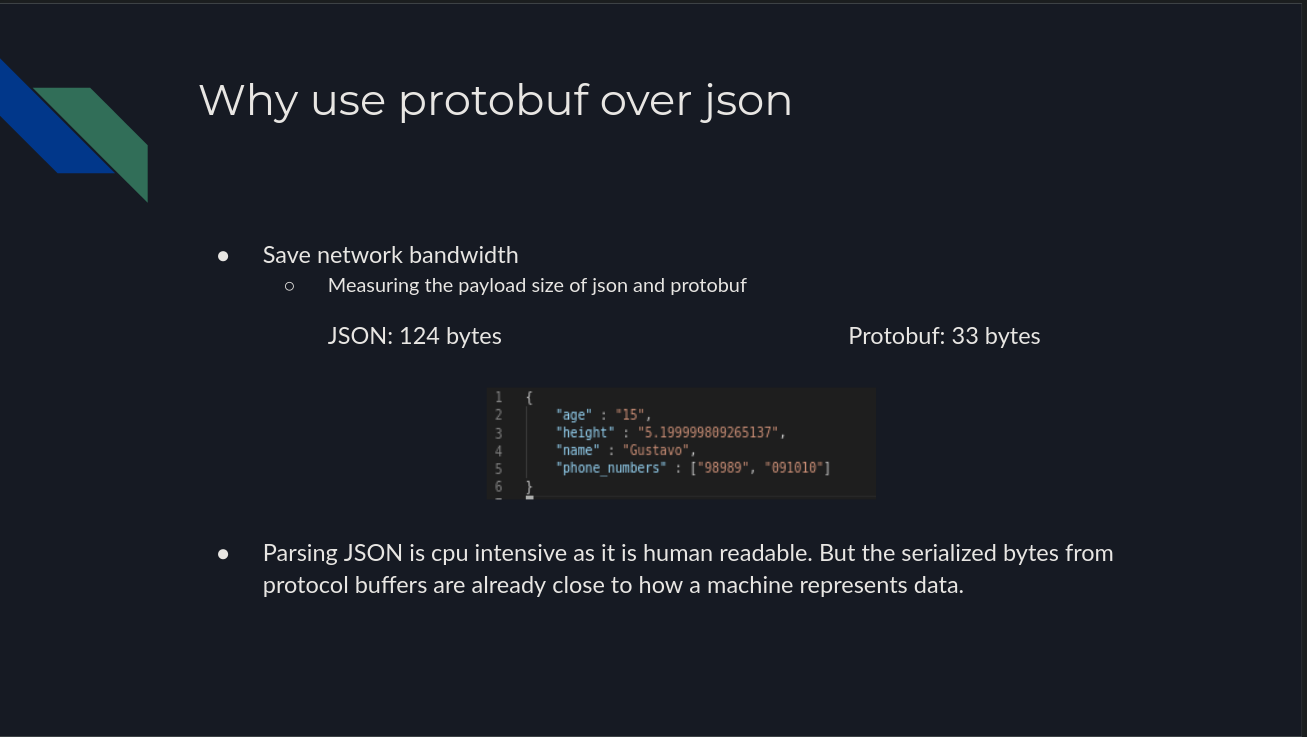 Why use protobuf over json
● Save network bandwidth
○ Measuring the payload size of json and protobuf
JSON: 124 bytes
Protobuf: 33 bytes
1 {
2 "age" : "15",
3 "height" : "5.199999809265137",
4 "name" : "Gustavo",
5 "phone_numbers" : ["98989", "091010"]
6 }
● Parsing JSON is cpu intensive as it is human readable. But the serialized bytes from
protocol buffers are already close to how a machine represents data.